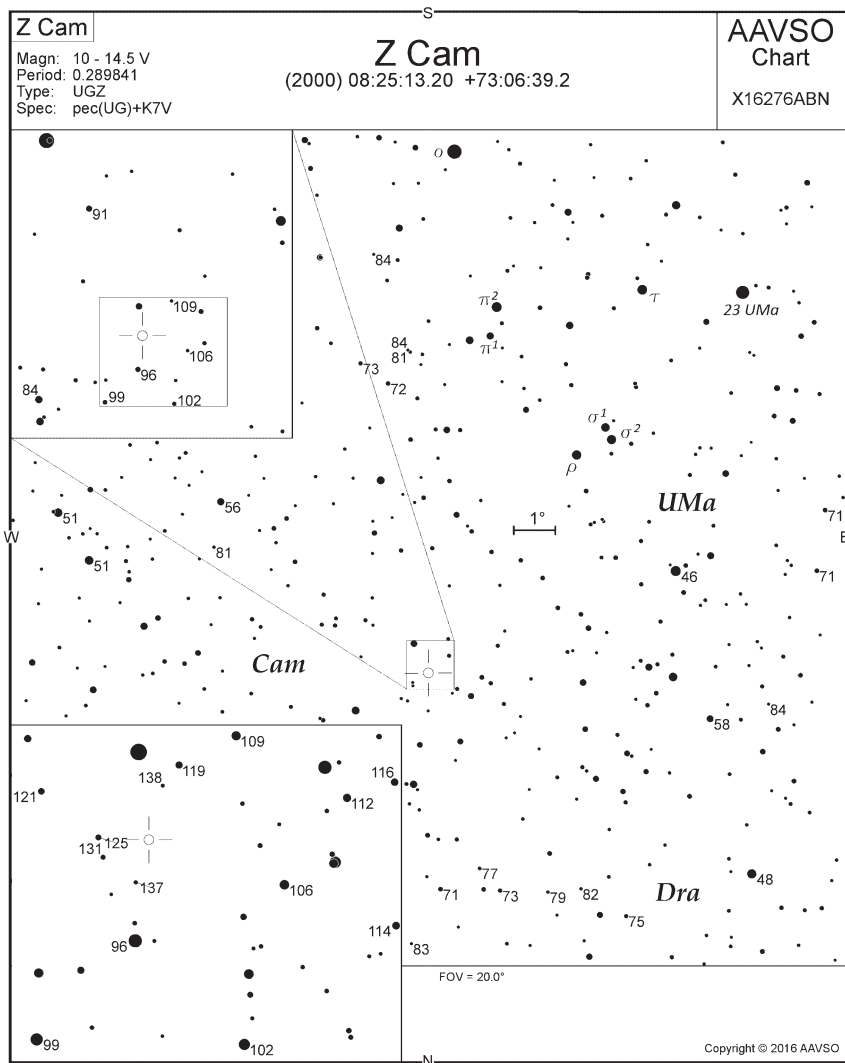 S
Z Cam
Magn: 10 - 14.5 V
Period: 0.289841
Type: UGZ
Spec: pec(UG)+K7V
Z Cam
(2000) 08:25:13.20 +73:06:39.2
AAVSO
Chart
X16276ABN
ο
91
84
109
π²
τ
23 UMa
106
84
81
π¹
96
73
72
84
99
102
σ¹
σ²
ρ
56
UMa
51
71
1°
W
81
51
46
71
Cam
84
58
109
119
138
116
121
112
125
131
77
137
106
71
73
79
82
Dra
48
75
114
96
83
FOV = 20.0°
99
102
Copyright © 2016 AAVSO
N